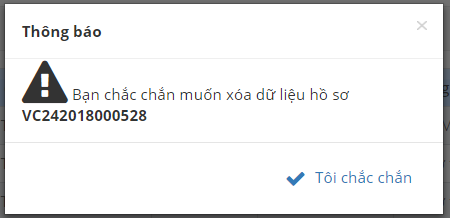 Thông báo
Bạn chắc chắn muốn xóa dữ liệu hồ sơ
VC242018000528
Tôi chắc chắn